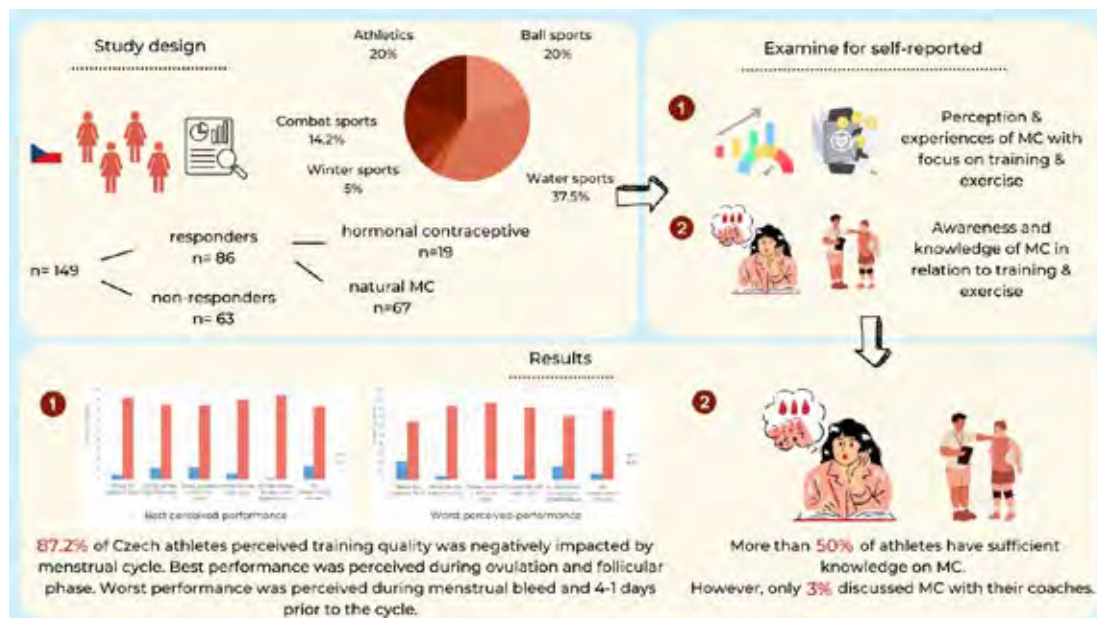 Study design
Athletics
20%
Ball sports
20%
Combat sports
14.2%
Winter sports
5%
Water sports
37.5%
n= 149
responders
n= 86
non-responders
n= 63
hormonal contraceptive
n=19
natural MC
n=67
Examine for self-reported
1
Perception &
experiences of MC with
focus on training &
exercise
2
Awareness and
knowledge of MC in
relation to training &
exercise
Results
1
Best perceived performance
Worst perceived performance
87.2% of Czech athletes perceived training quality was negatively impacted by
menstrual cycle. Best performance was perceived during ovulation and follicular
phase. Worst performance was perceived during menstrual bleed and 4-1 days
prior to the cycle.
2
More than 50% of athletes have sufficient
knowledge on MC.
However, only 3% discussed MC with their coaches.